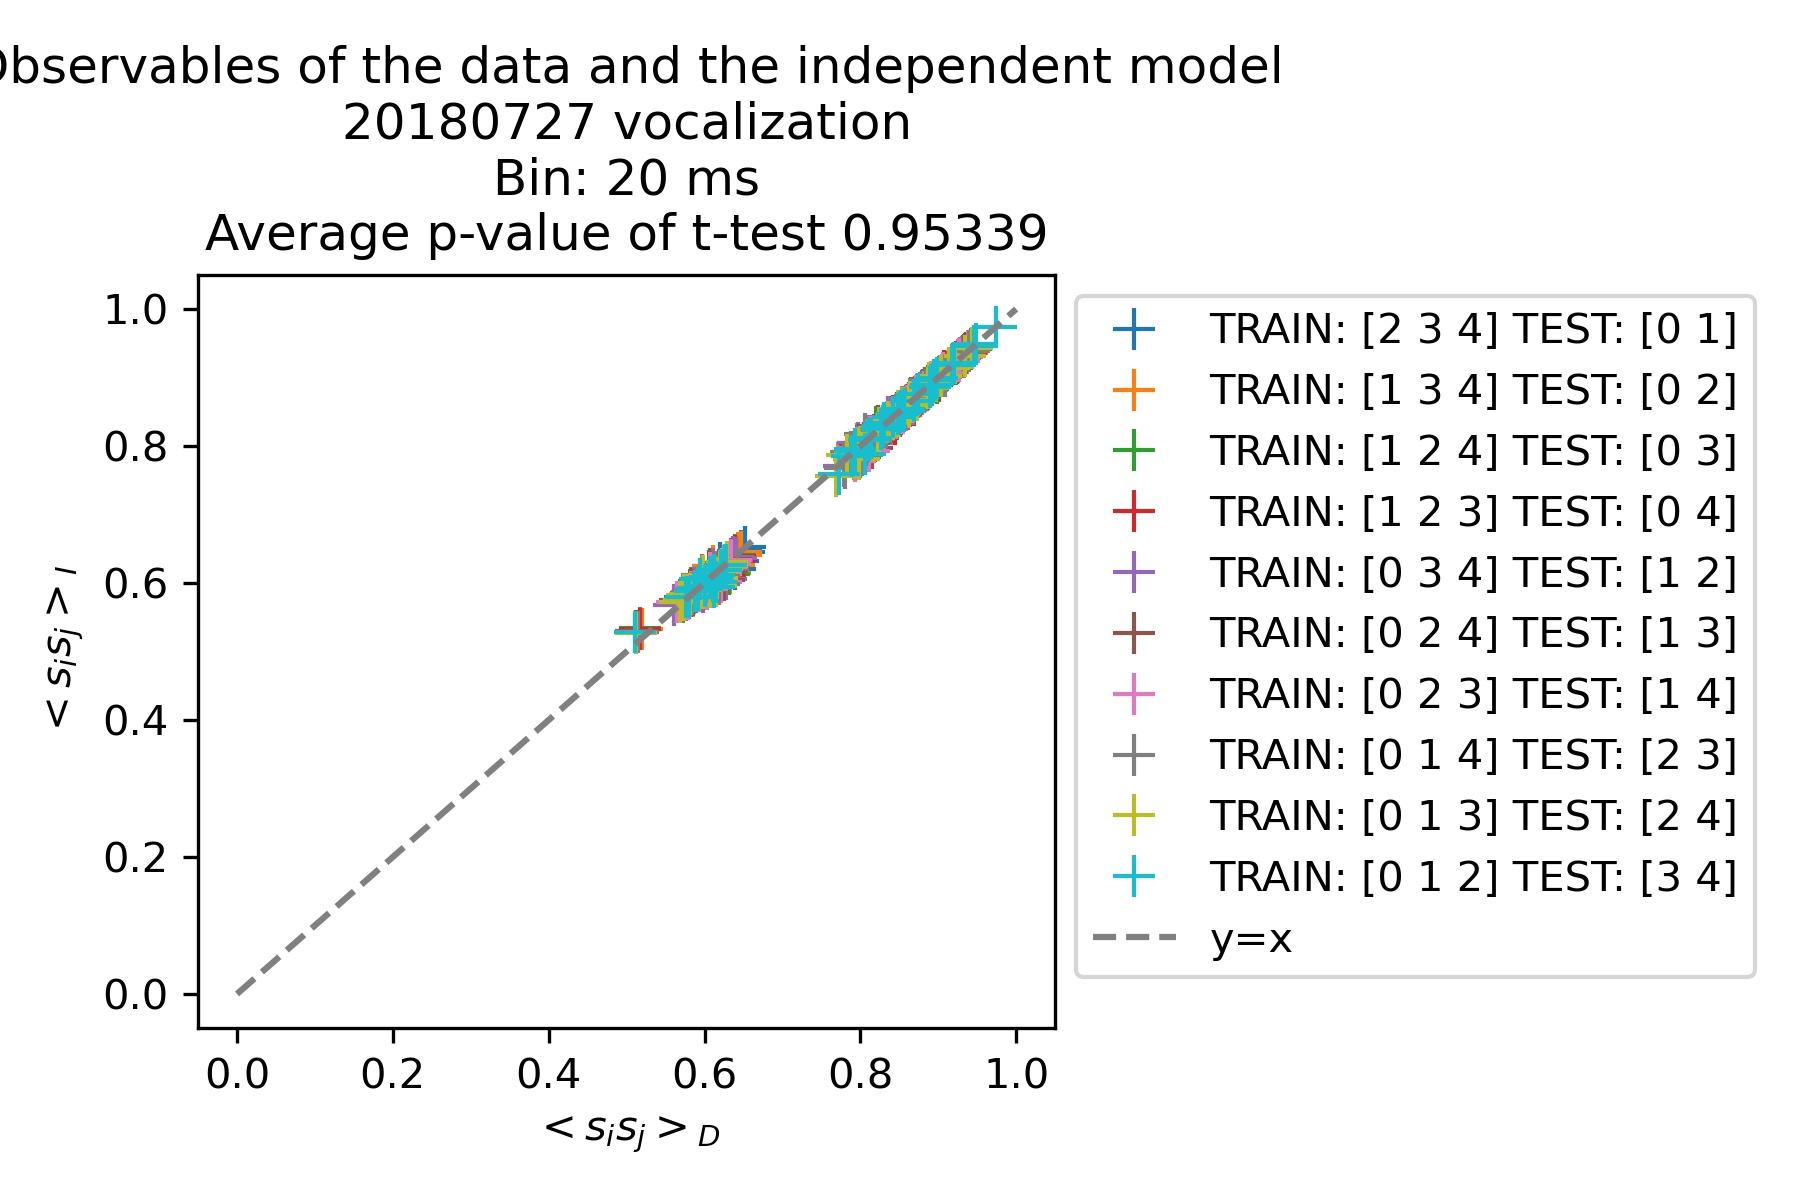 Observables of the data and the independent model
20180727 vocalization
Bin: 20 ms
Average p-value of t-test 0.95339
1.0
0.8
0.6
0.4
0.2
0.0
< s_i s_j >_I
0.0 0.2 0.4 0.6 0.8 1.0
< s_i s_j >_D
TRAIN: [2 3 4] TEST: [0 1]
TRAIN: [1 3 4] TEST: [0 2]
TRAIN: [1 2 4] TEST: [0 3]
TRAIN: [1 2 3] TEST: [0 4]
TRAIN: [0 3 4] TEST: [1 2]
TRAIN: [0 2 4] TEST: [1 3]
TRAIN: [0 2 3] TEST: [1 4]
TRAIN: [0 1 4] TEST: [2 3]
TRAIN: [0 1 3] TEST: [2 4]
TRAIN: [0 1 2] TEST: [3 4]
y=x